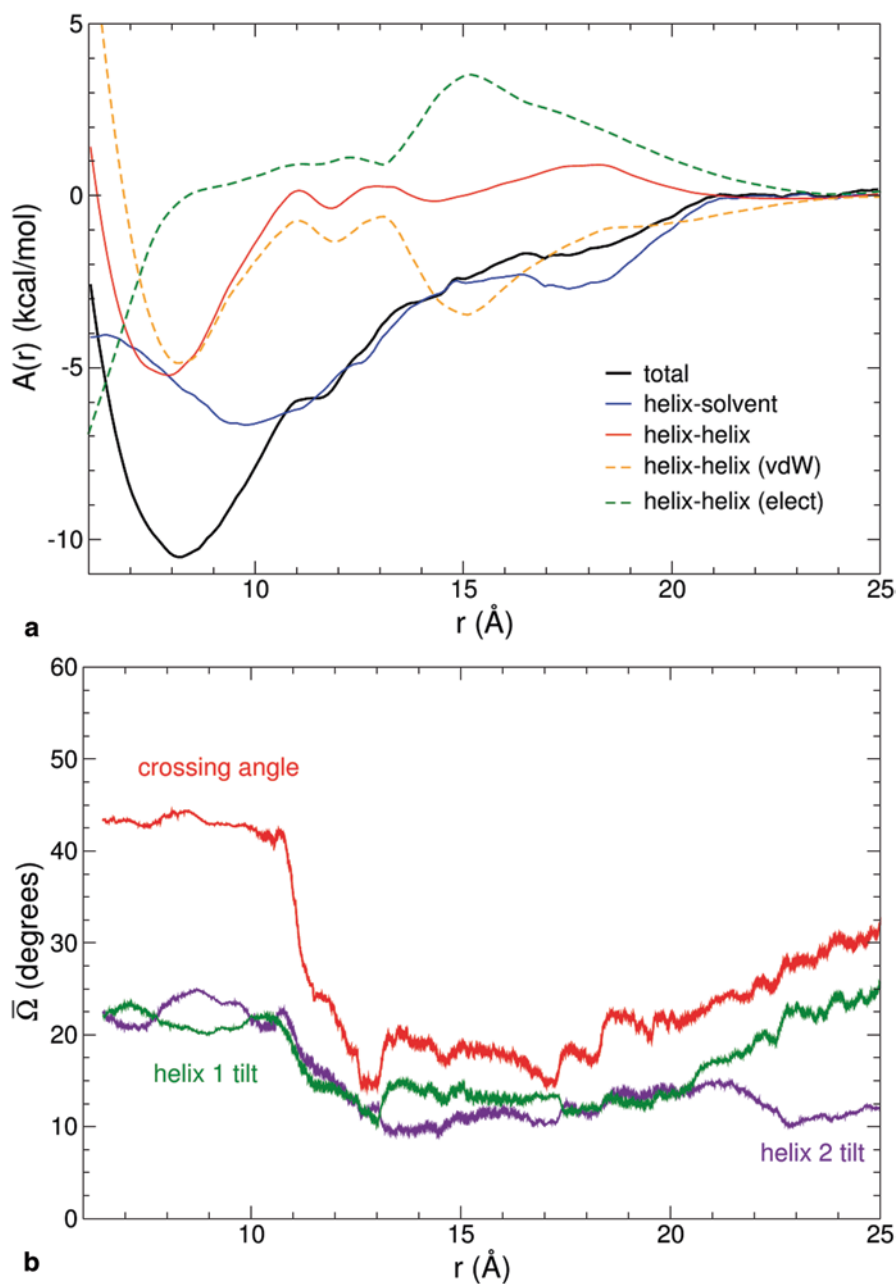 5
0
-5
-10
A(r) (kcal/mol)
total
helix-solvent
helix-helix
helix-helix (vdW)
helix-helix (elect)
10 15 20 25
r (Å)
a
60
50
40
30
20
10
0
Ω̅ (degrees)
crossing angle
helix 1 tilt
helix 2 tilt
10 15 20 25
r (Å)
b